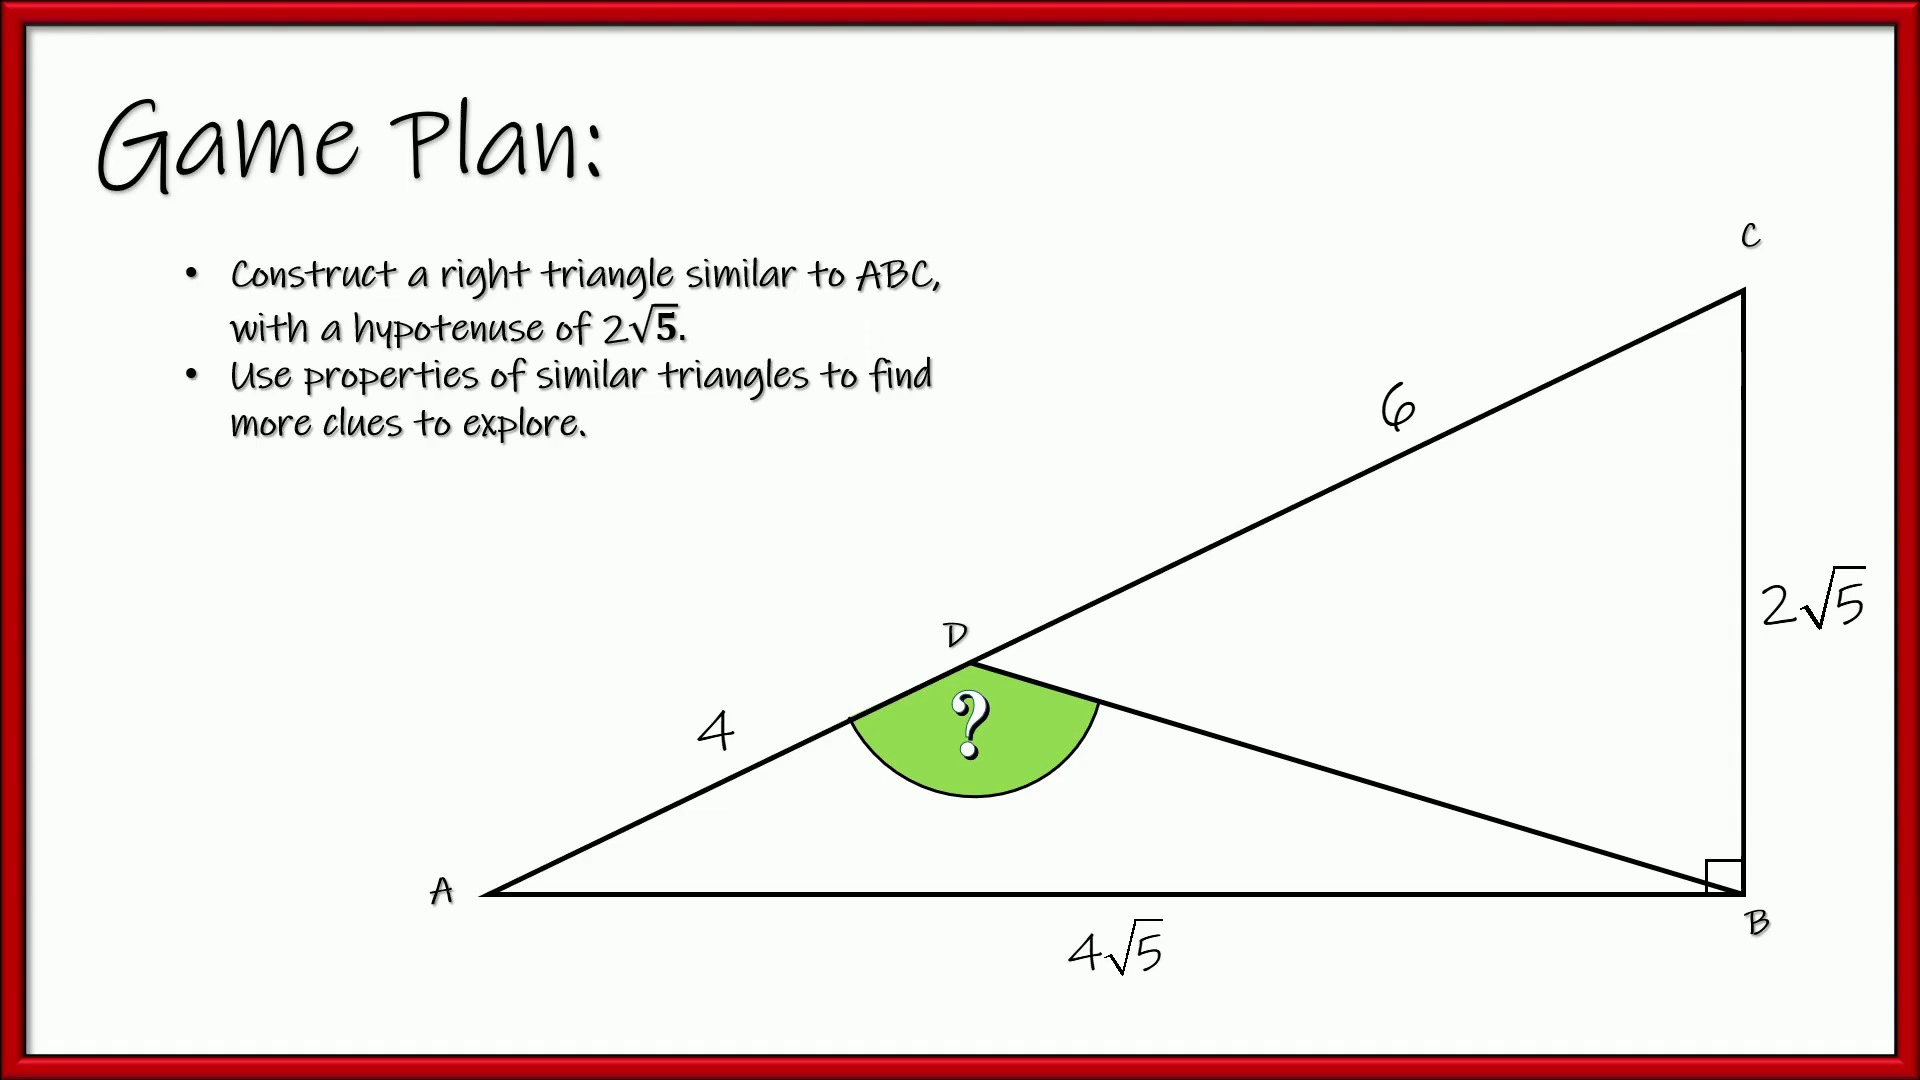 Game Plan:
• Construct a right triangle similar to ABC,
with a hypotenuse of 2√5.
• Use properties of similar triangles to find
more clues to explore.
C
6
2√5
D
?
4
A
B
4√5